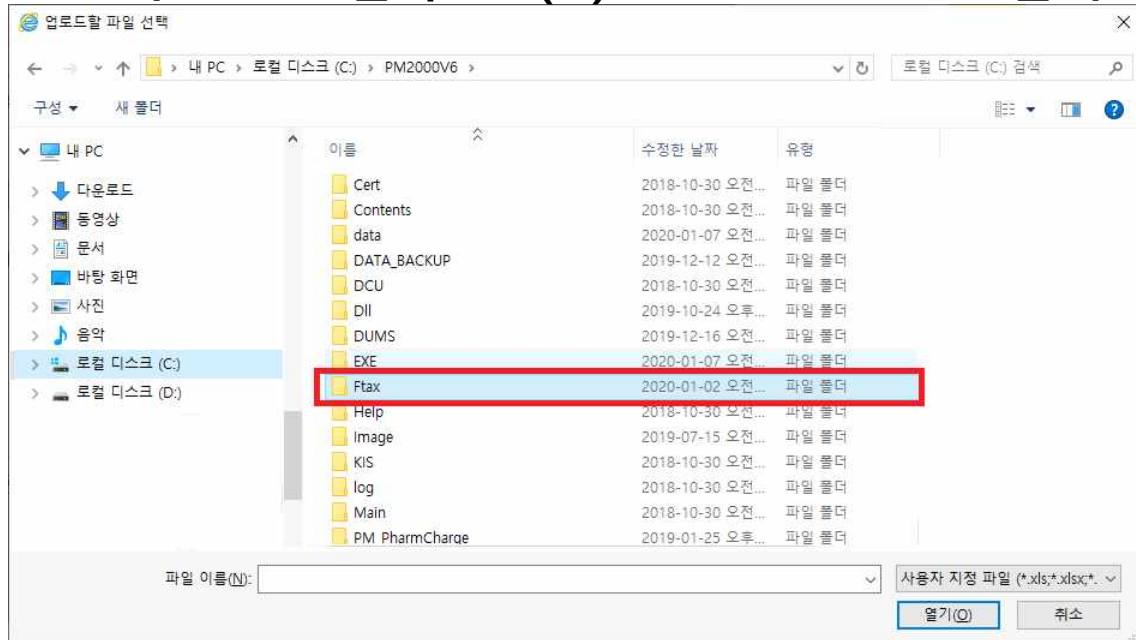 업로드할 파일 선택
내 PC > 로컬 디스크 (C:) > PM2000V6 >
로컬 디스크 (C:) 검색
구성 새 폴더
내 PC
다운로드
동영상
문서
바탕 화면
사진
음악
로컬 디스크 (C:)
로컬 디스크 (D:)
이름 수정한 날짜 유형
Cert 2018-10-30 오전... 파일 폴더
Contents 2018-10-30 오전... 파일 폴더
data 2020-01-07 오전... 파일 폴더
DATA_BACKUP 2019-12-12 오전... 파일 폴더
DCU 2018-10-30 오전... 파일 폴더
Dll 2019-10-24 오후... 파일 폴더
DUMS 2019-12-16 오전... 파일 폴더
EXE 2020-01-07 오전... 파일 폴더
Ftax 2020-01-02 오전... 파일 폴더
Help 2018-10-30 오전... 파일 폴더
Image 2019-07-15 오전... 파일 폴더
KIS 2018-10-30 오전... 파일 폴더
log 2018-10-30 오전... 파일 폴더
Main 2018-10-30 오전... 파일 폴더
PM_PharmCharge 2019-01-25 오후... 파일 폴더
파일 이름(N):
사용자 지정 파일 (*.xls;*.xlsx;*.
열기(O) 취소